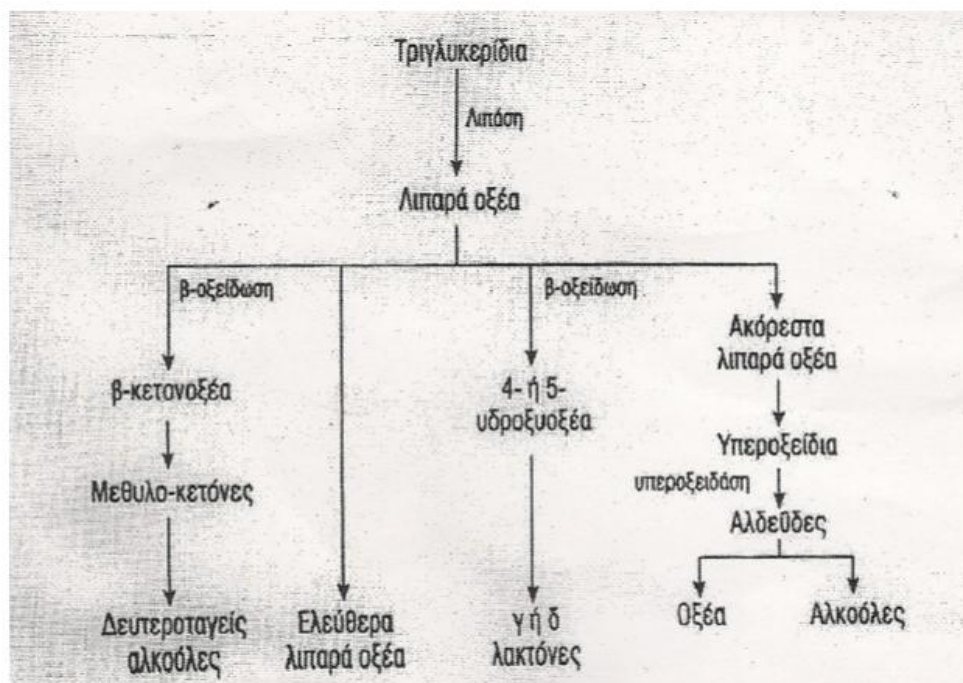 Τριγλυκερίδια
Λιπάση
Λιπαρά οξέα
β-οξείδωση
β-οξείδωση
β-κετονοξέα
4- ή 5-
υδροξυοξέα
Ακόρεστα
λιπαρά οξέα
Υπεροξείδια
υπεροξειδάση
Αλδεΰδες
Μεθυλο-κετόνες
Δευτεροταγείς
αλκοόλες
Ελεύθερα
λιπαρά οξέα
γ ή δ
λακτόνες
Οξέα
Αλκοόλες